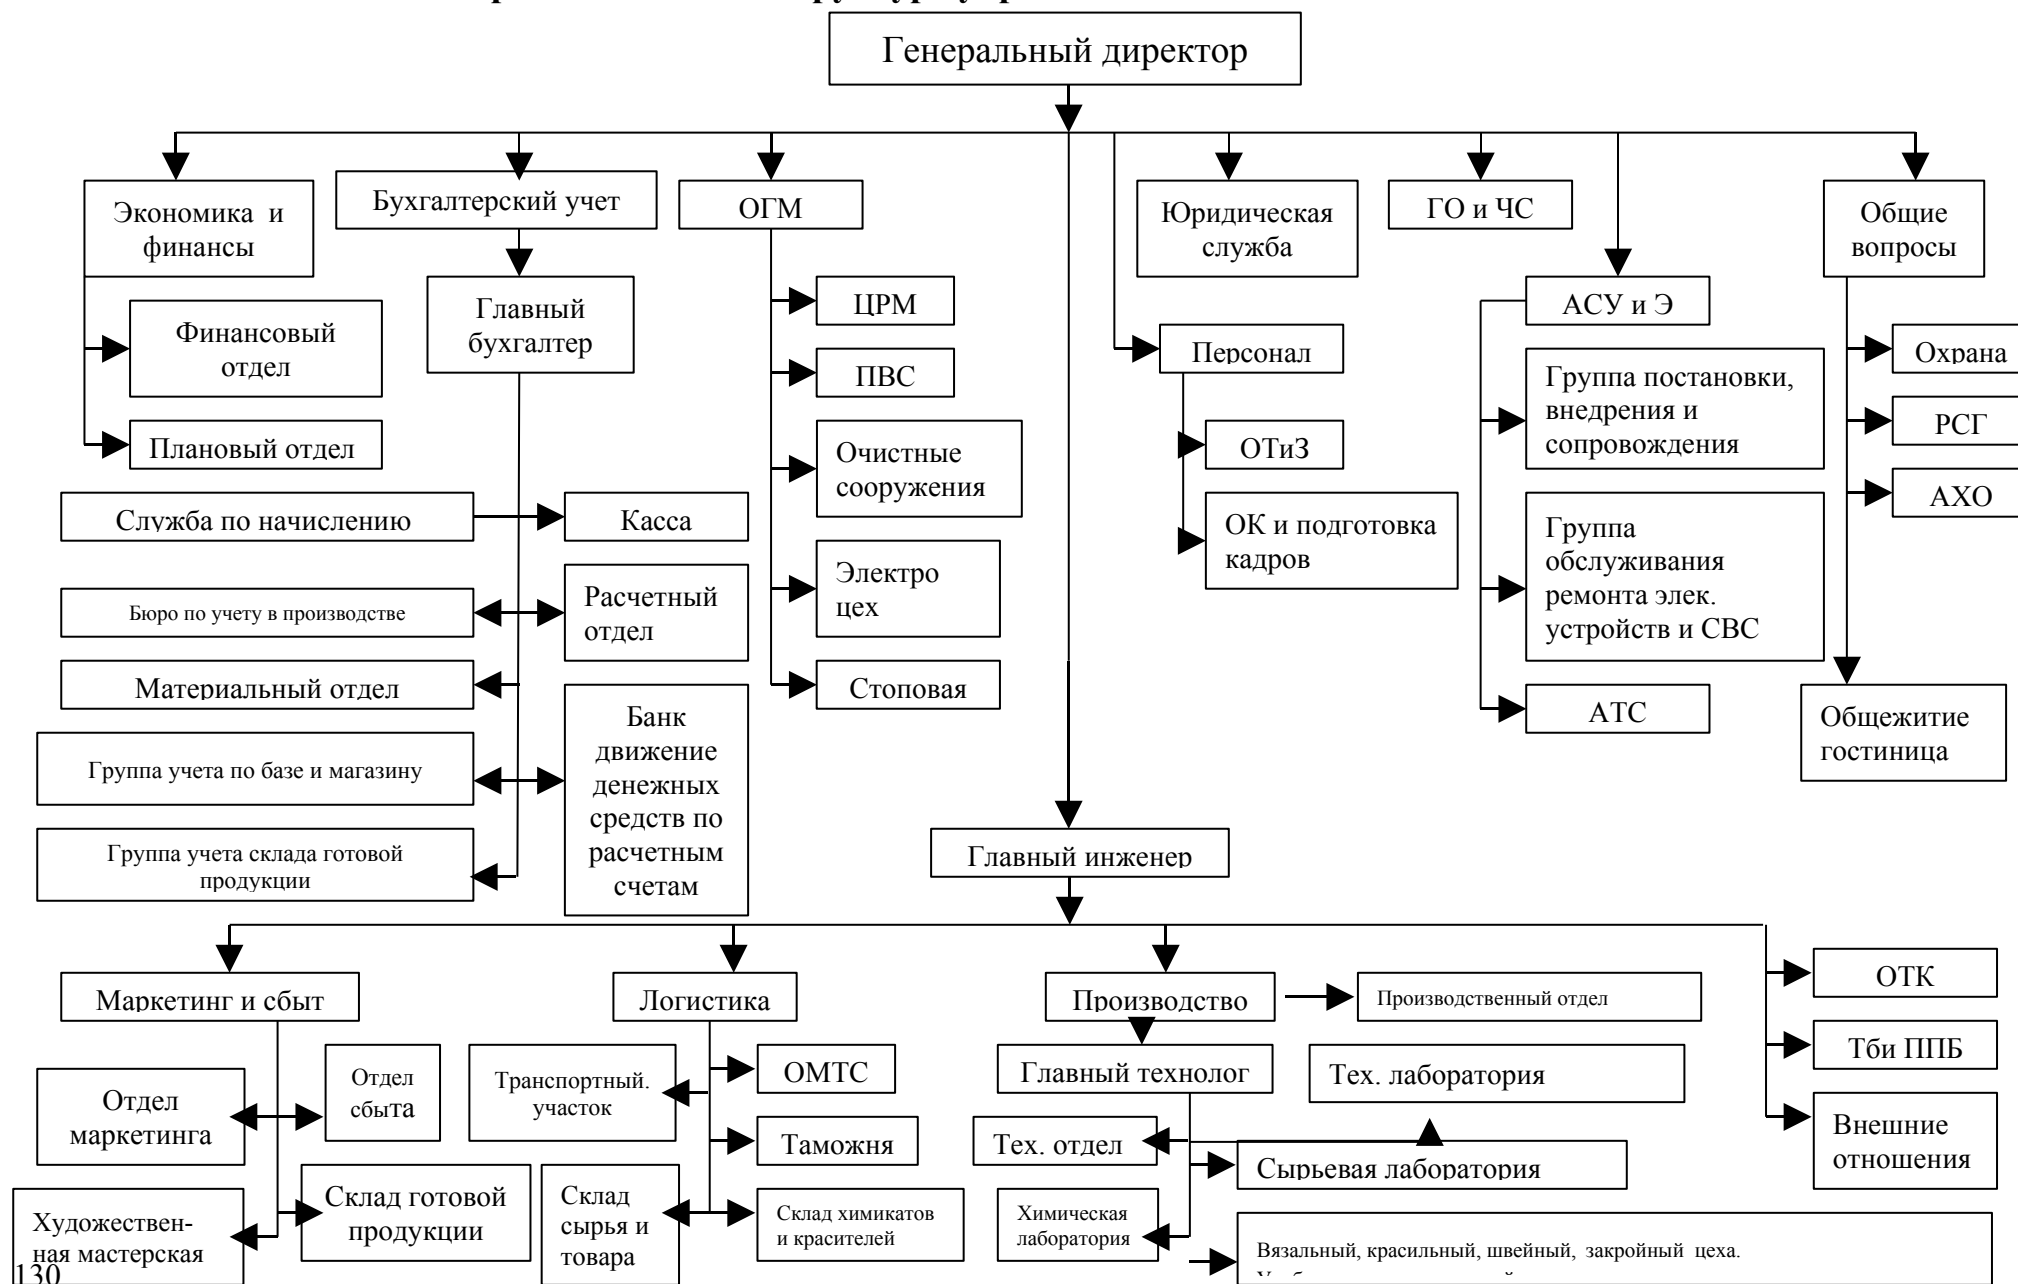 Генеральный директор
Экономика и
финансы
Бухгалтерский учет
ОГМ
Юридическая
служба
ГО и ЧС
Общие
вопросы
Главный
бухгалтер
ЦРМ
АСУ и Э
Финансовый
отдел
Персонал
Охрана
ПВС
Группа постановки,
внедрения и
сопровождения
РСГ
Плановый отдел
ОТиЗ
Очистные
сооружения
АХО
Служба по начислению
Касса
ОК и подготовка
кадров
Группа
обслуживания
ремонта элек.
устройств и СВС
Электро
цех
Бюро по учету в производстве
Расчетный
отдел
Материальный отдел
Стоповая
АТС
Общежитие
гостиница
Банк
движение
денежных
средств по
расчетным
счетам
Группа учета по базе и магазину
Группа учета склада готовой
продукции
Главный инженер
Маркетинг и сбыт
Логистика
Производство
Производственный отдел
ОТК
Тби ППБ
Внешние
отношения
Отдел
маркетинга
Отдел
сбыта
Транспортный.
участок
ОМТС
Главный технолог
Тех. лаборатория
Таможня
Тех. отдел
Сырьевая лаборатория
Художествен-
ная мастерская
Склад готовой
продукции
Склад
сырья и
товара
Склад химикатов
и красителей
Химическая
лаборатория
Вязальный, красильный, швейный, закройный цеха.
130